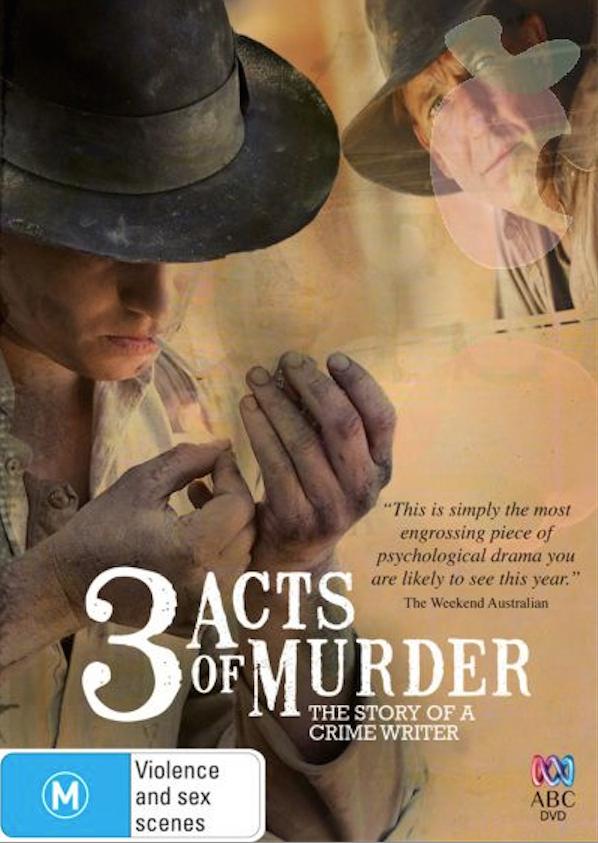 “This is simply the most
engrossing piece of
psychological drama you
are likely to see this year.”
The Weekend Australian
3 ACTS
OF MURDER
THE STORY OF A
CRIME WRITER
M
Violence
and sex
scenes
ABC
DVD